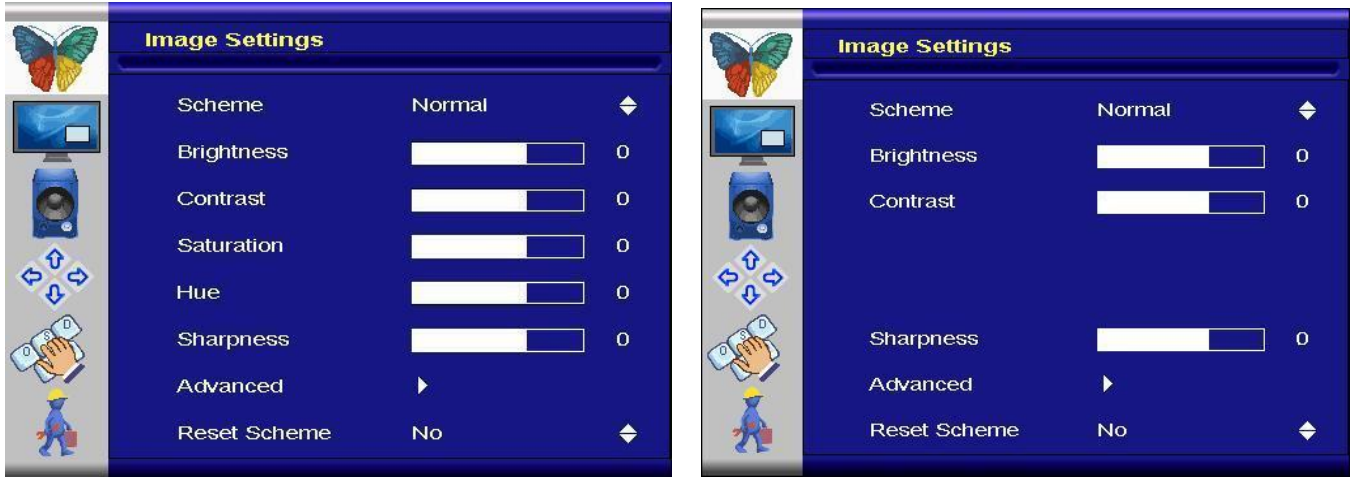 Image Settings
Scheme Normal
Brightness 0
Contrast 0
Saturation 0
Hue 0
Sharpness 0
Advanced
Reset Scheme No
Image Settings
Scheme Normal
Brightness 0
Contrast 0
Sharpness 0
Advanced
Reset Scheme No
O S D
O S D